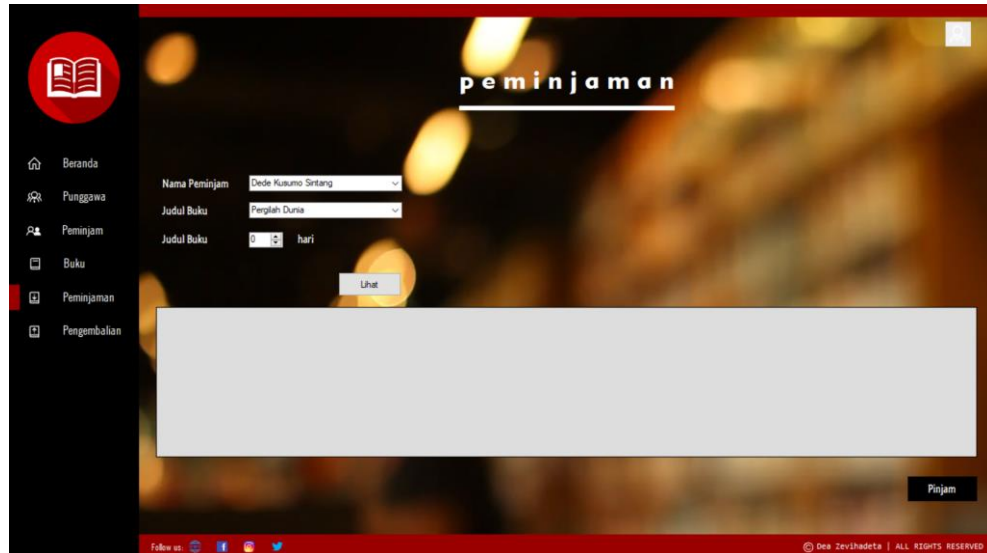 peminjaman
Beranda
Punggawa
Peminjam
Buku
Peminjaman
Pengembalian
Nama Peminjam Dede Kusumo Sintang
Judul Buku Pergilah Dunia
Judul Buku 0 hari
Lihat
Pinjam
Follow us:
© Dea Zevihadeta | ALL RIGHTS RESERVED